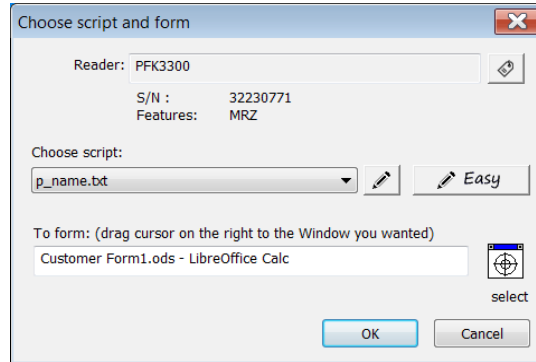 Choose script and form
Reader: PFK3300
S/N : 32230771
Features: MRZ
Choose script:
p_name.txt
Easy
To form: (drag cursor on the right to the Window you wanted)
Customer Form1.ods - LibreOffice Calc
select
OK Cancel